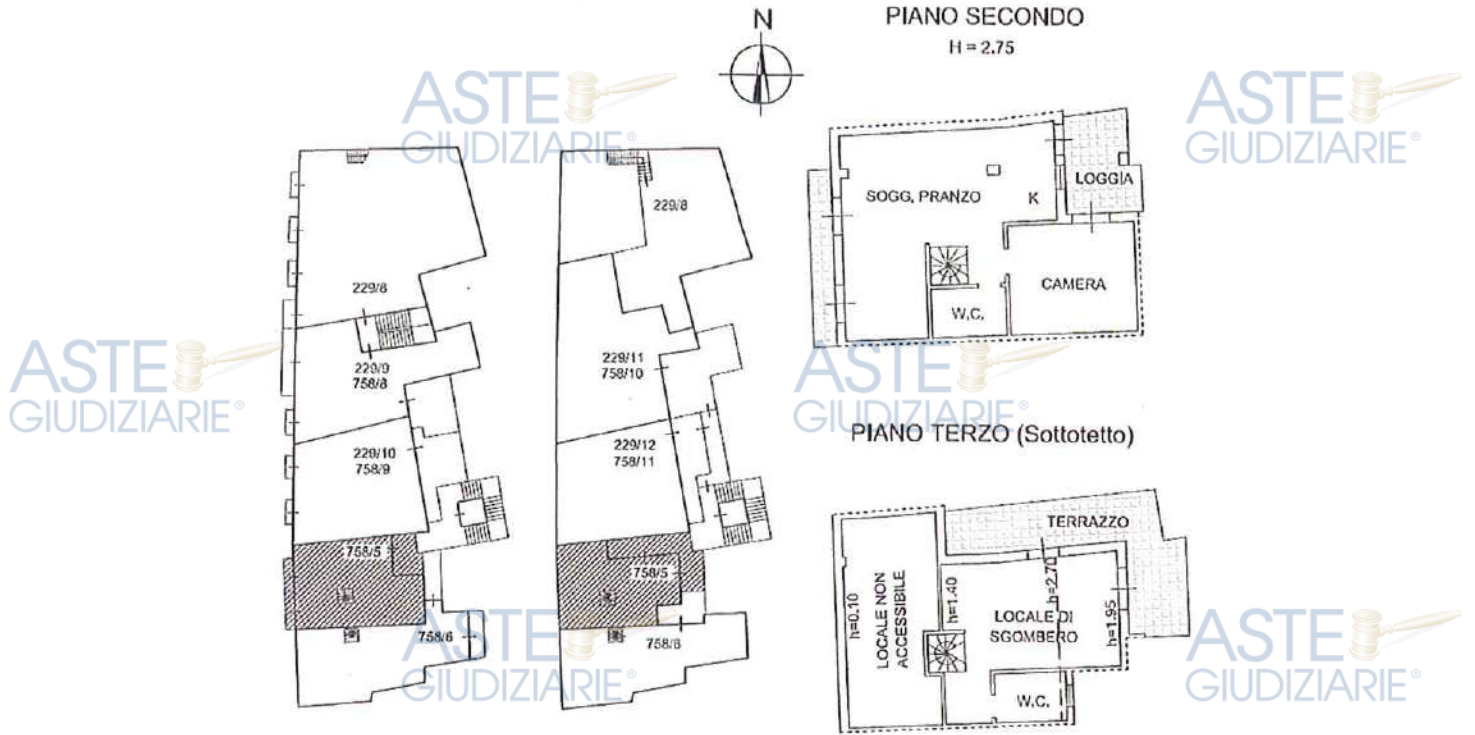 N
PIANO SECONDO
H = 2.75
ASTE
GIUDIZIARIE®
ASTE
GIUDIZIARIE®
229/8
229/8
SOGG. PRANZO
K
LOGGIA
CAMERA
W.C.
229/9
758/8
229/11
758/10
ASTE
GIUDIZIARIE®
ASTE
GIUDIZIARIE®
PIANO TERZO (Sottotetto)
229/10
758/9
229/12
758/11
758/5
758/5
758/6
758/6
TERRAZZO
h=0.10
LOCALE NON
ACCESSIBILE
h=1.40
h=2.70
LOCALE DI
SGOMBERO
h=1.95
W.C.
ASTE
GIUDIZIARIE®
ASTE
GIUDIZIARIE®